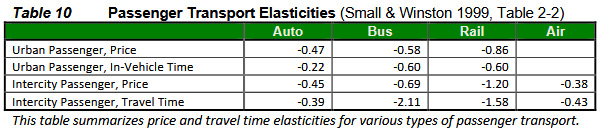 Table 10 Passenger Transport Elasticities (Small & Winston 1999, Table 2-2)
Auto Bus Rail Air
Urban Passenger, Price -0.47 -0.58 -0.86
Urban Passenger, In-Vehicle Time -0.22 -0.60 -0.60
Intercity Passenger, Price -0.45 -0.69 -1.20 -0.38
Intercity Passenger, Travel Time -0.39 -2.11 -1.58 -0.43
This table summarizes price and travel time elasticities for various types of passenger transport.